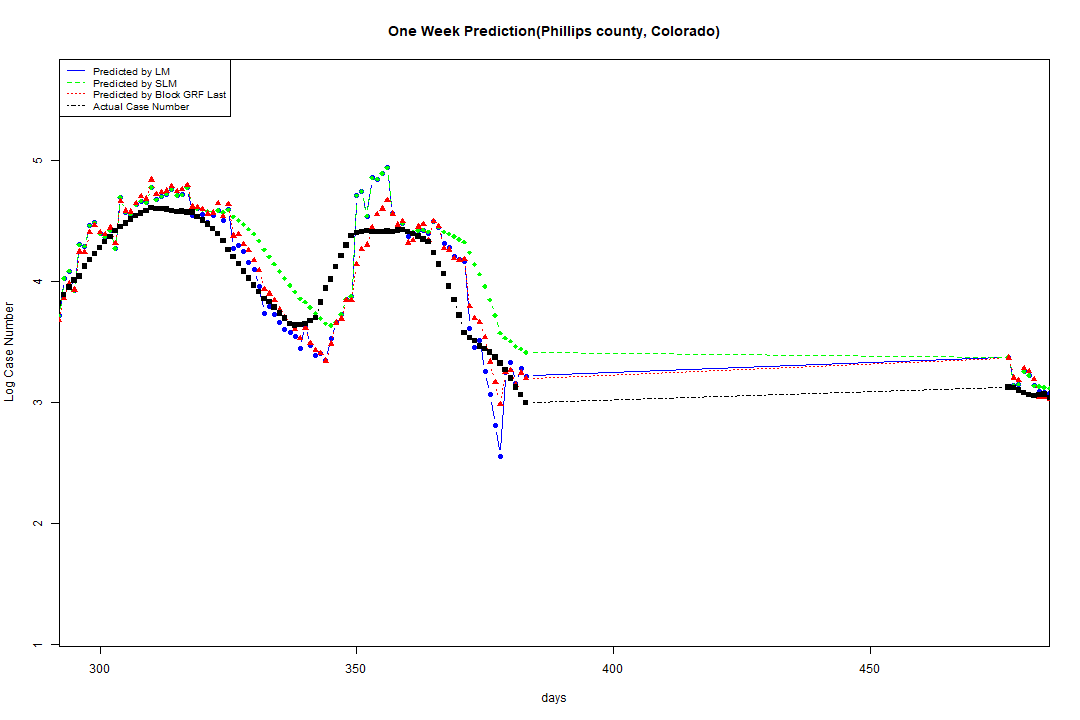 One Week Prediction(Phillips county, Colorado)
Predicted by LM
Predicted by SLM
Predicted by Block GRF Last
Actual Case Number
5
4
3
2
1
Log Case Number
300 350 400 450
days